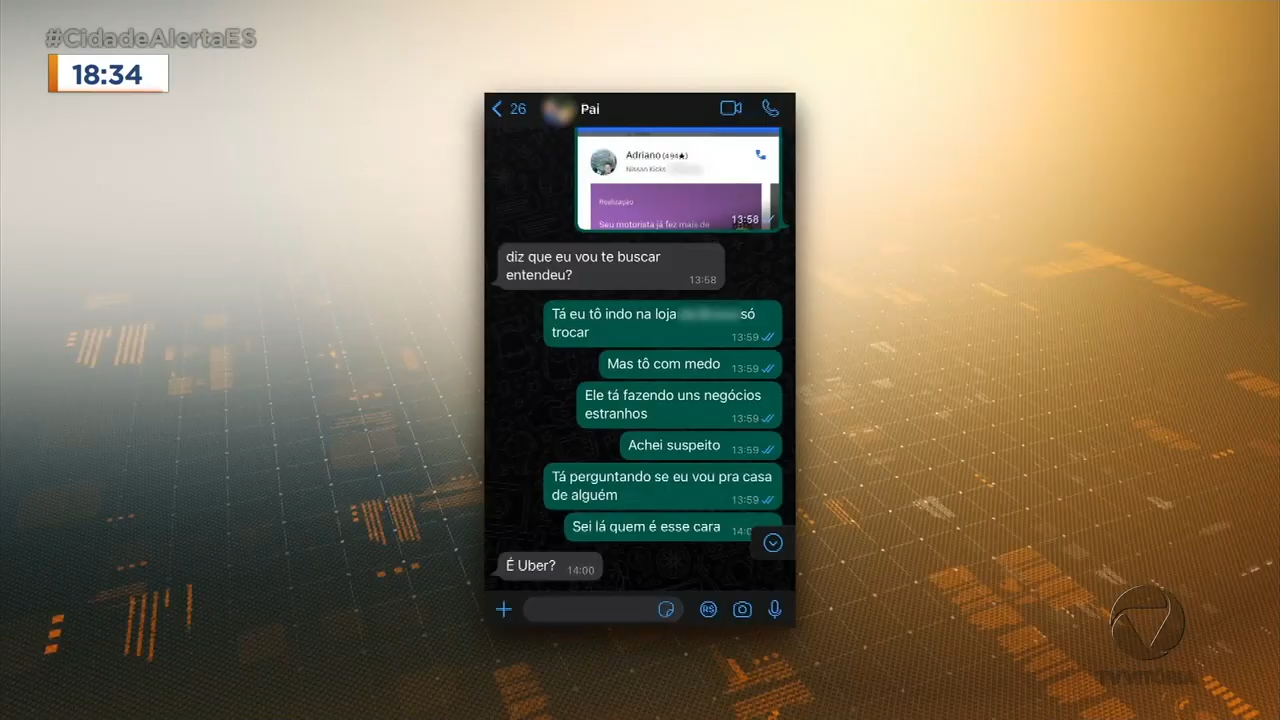 #CidadeAlertaES
18:34
26
Pai
Adriano (4.94★)
Nissan Kicks
Realização
Seu motorista já fez mais de
13:58
diz que eu vou te buscar
entendeu?
13:58
Tá eu tô indo na loja só
trocar
13:59
Mas tô com medo
13:59
Ele tá fazendo uns negócios
estranhos
13:59
Achei suspeito
13:59
Tá perguntando se eu vou pra casa
de alguém
13:59
Sei lá quem é esse cara
É Uber?
14:00
TV VITÓRIA